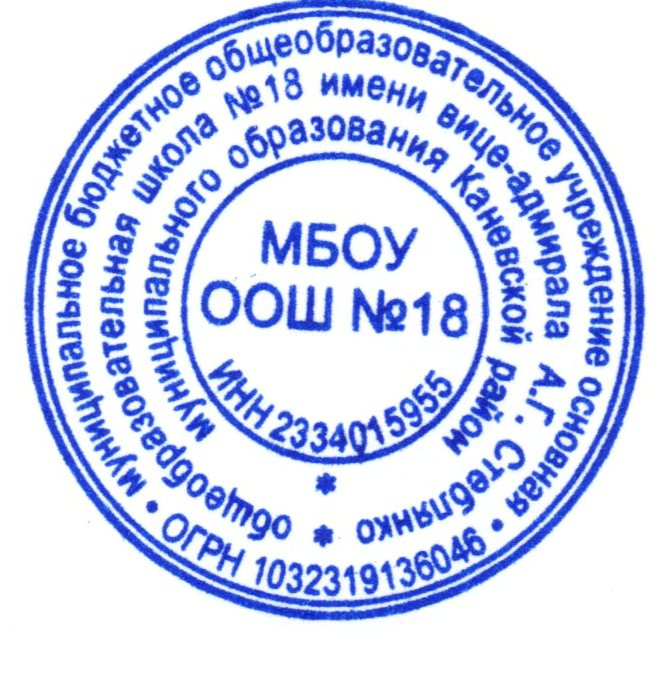 Муниципальное бюджетное общеобразовательное учреждение основная
общеобразовательная школа №18 имени вице-адмирала А.Г. Стеблянко
муниципального образования Каневской район
МБОУ
ООШ №18
ИНН 2334015955
* *
• ОГРН 1032319136046 •